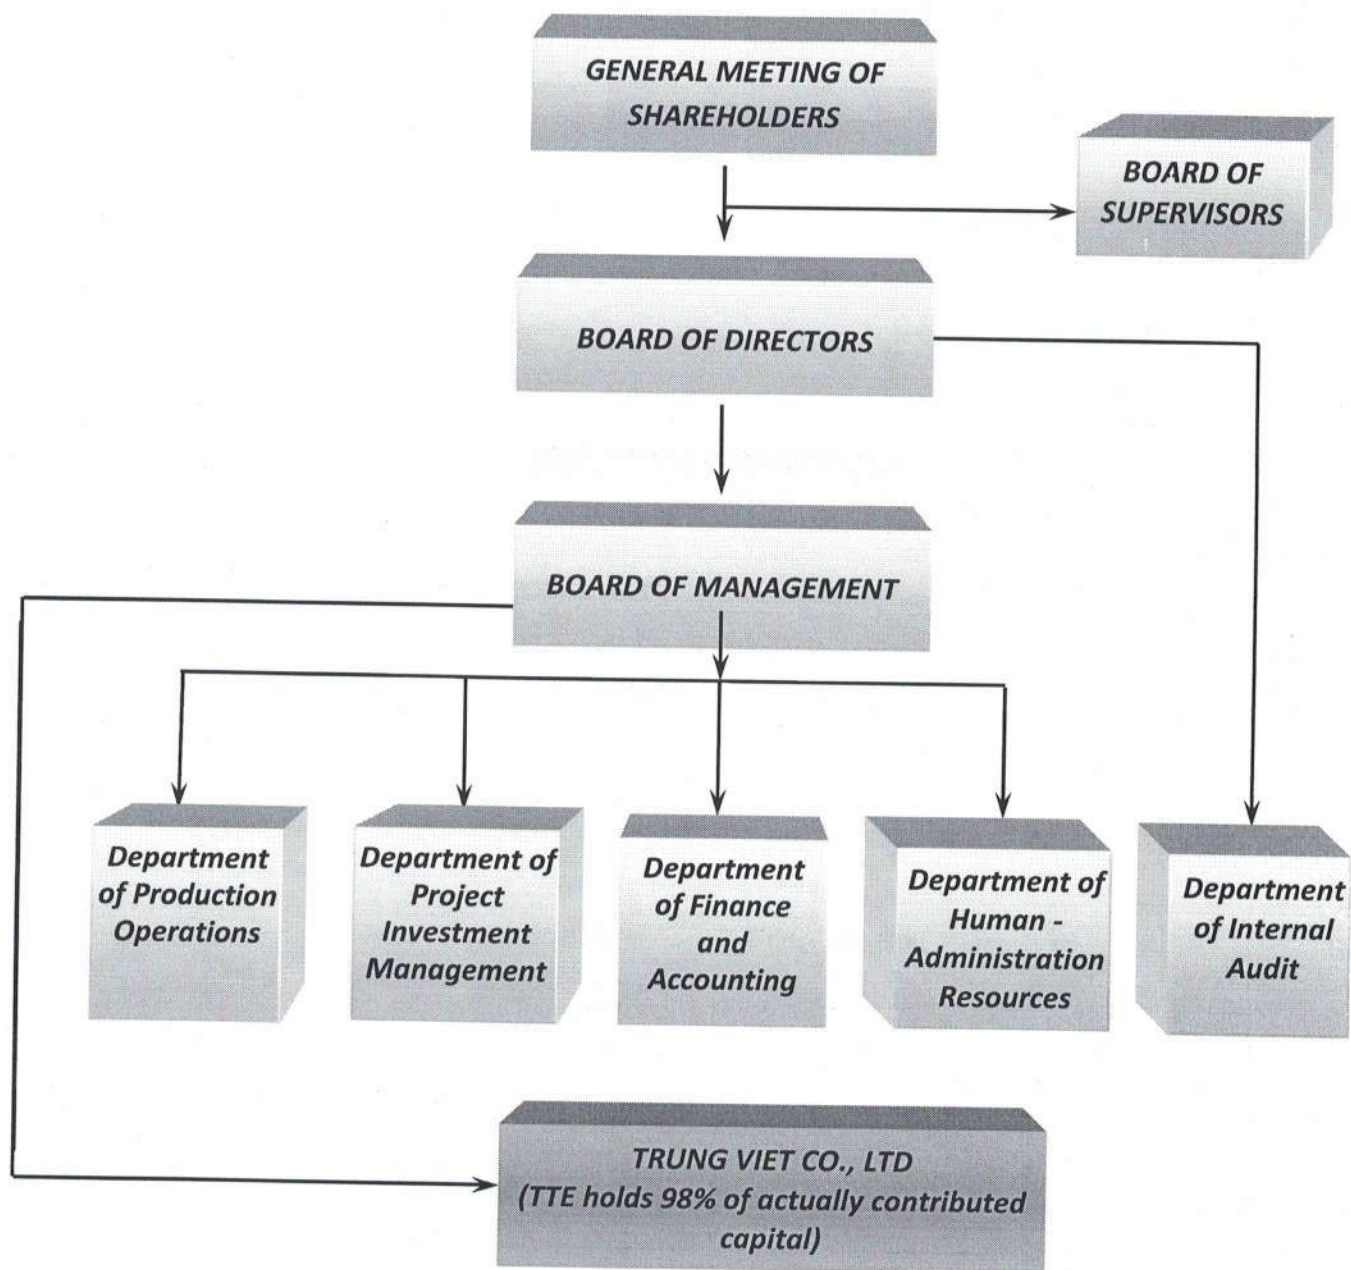 GENERAL MEETING OF
SHAREHOLDERS
BOARD OF
SUPERVISORS
BOARD OF DIRECTORS
BOARD OF MANAGEMENT
Department
of Production
Operations
Department of
Project
Investment
Management
Department
of Finance
and
Accounting
Department of
Human -
Administration
Resources
Department
of Internal
Audit
TRUNG VIET CO., LTD
(TTE holds 98% of actually contributed
capital)